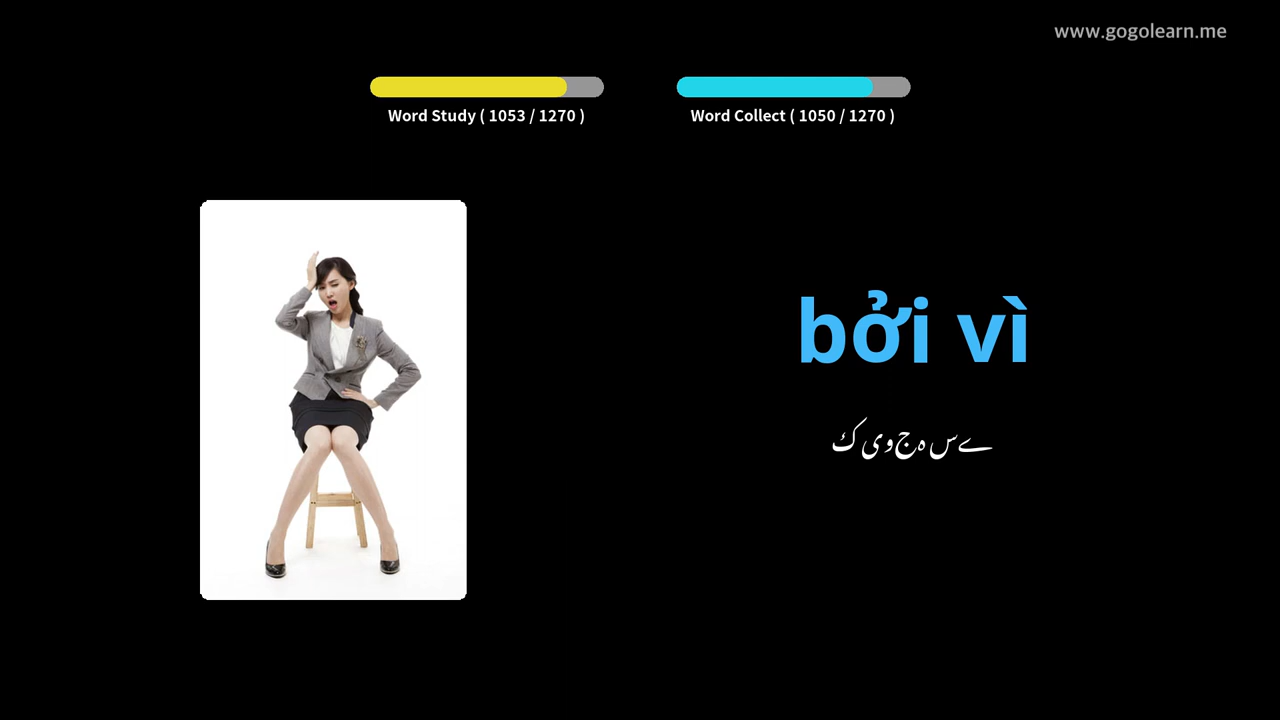 www.gogolearn.me
Word Study ( 1053 / 1270 )
Word Collect ( 1050 / 1270 )
bởi vì
کی وجہ سے